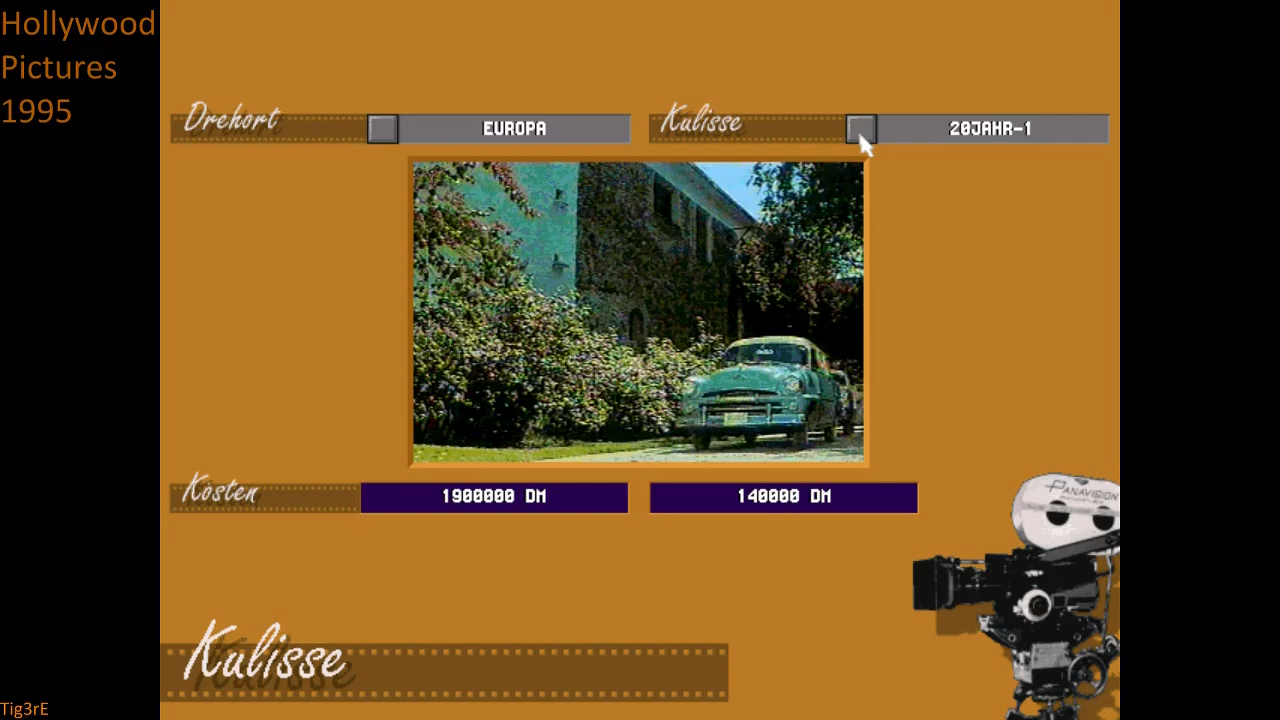 Hollywood
Pictures
1995
Drehort
EUROPA
Kulisse
20JAHR-1
Kosten
1900000 DM
140000 DM
PANAVISION
Kulisse
Tig3rE